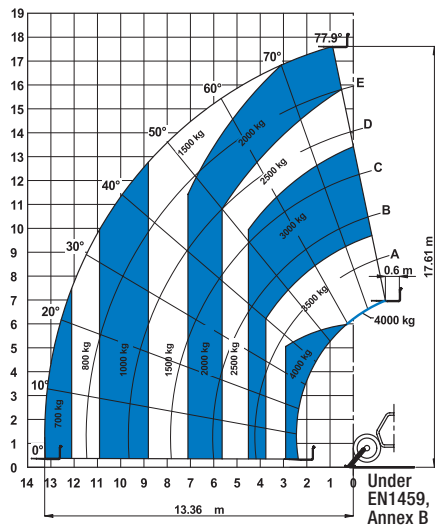 19
18
17
16
15
14
13
12
11
10
9
8
7
6
5
4
3
2
1
0
14 13 12 11 10 9 8 7 6 5 4 3 2 1 0
77.9°
70°
60°
50°
40°
30°
20°
10°
0°
E
D
C
B
A
1500 kg
2000 kg
2500 kg
3000 kg
3500 kg
4000 kg
4000 kg
700 kg
800 kg
1000 kg
1500 kg
2000 kg
2500 kg
0.6 m
17.61 m
13.36 m
Under
EN1459,
Annex B